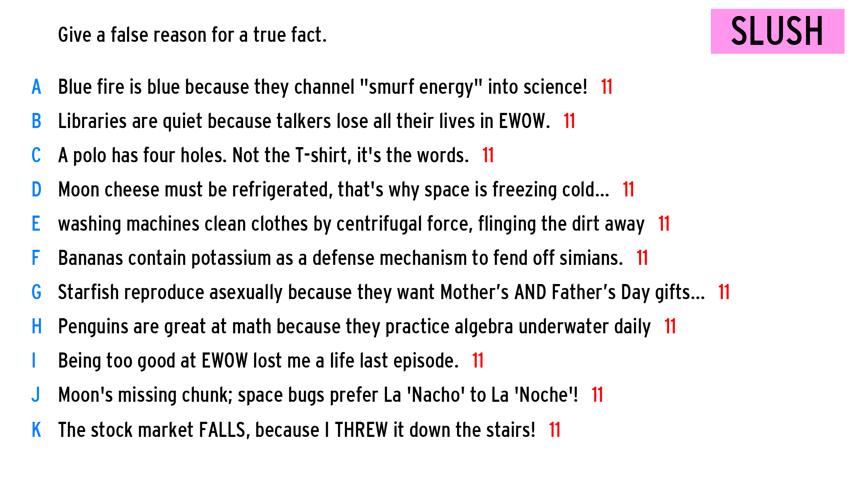 Give a false reason for a true fact.
SLUSH
A Blue fire is blue because they channel "smurf energy" into science! 11
B Libraries are quiet because talkers lose all their lives in EWOW. 11
C A polo has four holes. Not the T-shirt, it's the words. 11
D Moon cheese must be refrigerated, that's why space is freezing cold... 11
E washing machines clean clothes by centrifugal force, flinging the dirt away 11
F Bananas contain potassium as a defense mechanism to fend off simians. 11
G Starfish reproduce asexually because they want Mother’s AND Father’s Day gifts... 11
H Penguins are great at math because they practice algebra underwater daily 11
I Being too good at EWOW lost me a life last episode. 11
J Moon's missing chunk; space bugs prefer La 'Nacho' to La 'Noche'! 11
K The stock market FALLS, because I THREW it down the stairs! 11